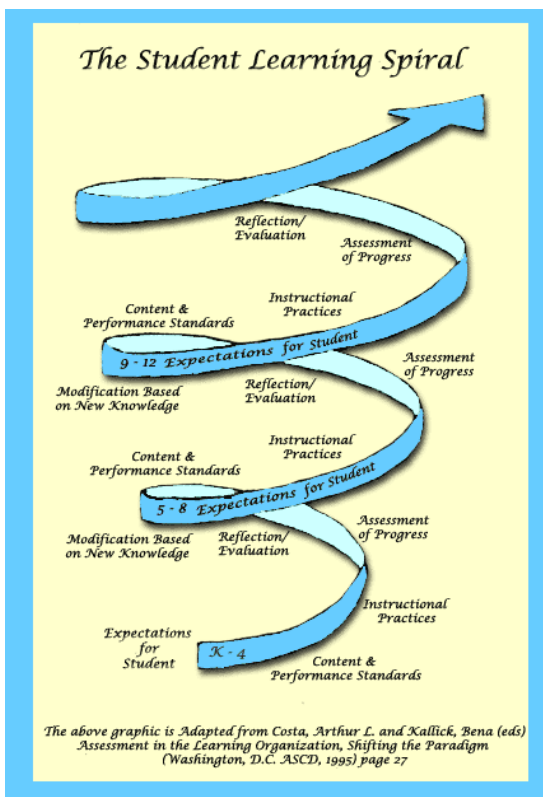 The Student Learning Spiral
Reflection/
Evaluation
Assessment
of Progress
Instructional
Practices
Content &
Performance Standards
9 - 12 Expectations for Student
Assessment
of Progress
Modification Based
on New Knowledge
Reflection/
Evaluation
Instructional
Practices
Content &
Performance Standards
5 - 8 Expectations for Student
Modification Based
on New Knowledge
Reflection/
Evaluation
Assessment
of Progress
Instructional
Practices
Expectations
for
Student
K - 4
Content &
Performance Standards
The above graphic is Adapted from Costa, Arthur L. and Kallick, Bena (eds)
Assessment in the Learning Organization, Shifting the Paradigm
(Washington, D.C. ASCD, 1995) page 27